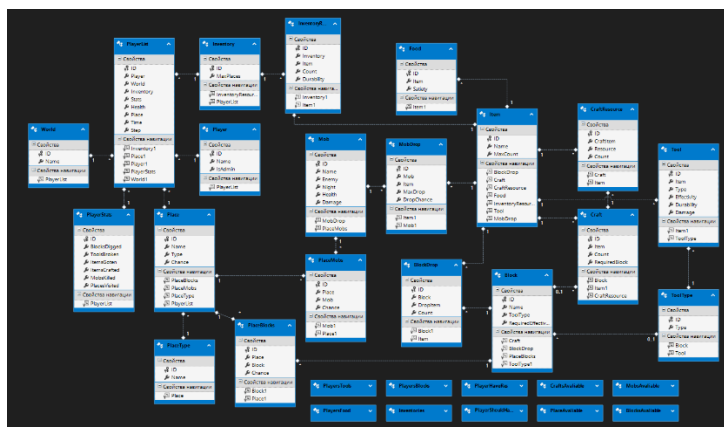 PlayerList
Свойства
ID
Player
World
Inventory
Stats
Health
Place
Time
Step
Свойства навигации
Inventory1
Place1
Player1
PlayerStats
World1
Inventory
Свойства
ID
MaxPlaces
Свойства навигации
InventoryResour...
PlayerList
InventoryR...
Свойства
ID
Inventory
Item
Count
Durability
Свойства навига...
Inventory1
Item1
Food
Свойства
ID
Item
Satiety
Свойства навигации
Item1
World
Свойства
ID
Name
Свойства навигации
PlayerList
Player
Свойства
ID
Name
IsAdmin
Свойства навигации
PlayerList
Mob
Свойства
ID
Name
Enemy
Night
Health
Damage
Свойства навигации
MobDrop
PlaceMobs
MobDrop
Свойства
ID
Mob
Item
MaxDrop
DropChance
Свойства навигации
Item1
Mob1
Item
Свойства
ID
Name
MaxCount
Свойства навигации
BlockDrop
Craft
CraftResource
Food
InventoryResour...
Tool
MobDrop
CraftResource
Свойства
ID
CraftItem
Resource
Count
Свойства навигации
Craft
Item
Tool
Свойства
ID
Item
Type
Effectivity
Durability
Damage
Свойства навигации
Item1
ToolType
PlayerStats
Свойства
ID
BlocksDigged
ToolsBroken
ItemsGoten
ItemsCrafted
MobsKilled
PlacesVisited
Свойства навигации
PlayerList
Place
Свойства
ID
Name
Type
Chance
Свойства навигации
PlaceBlocks
PlaceMobs
PlaceType
PlayerList
PlaceMobs
Свойства
ID
Place
Mob
Chance
Свойства навигации
Mob1
Place1
BlockDrop
Свойства
ID
Block
DropItem
Count
Свойства навигации
Block1
Item
Block
Свойства
ID
Name
ToolType
RequiredEffectiv...
Свойства навигации
Craft
BlockDrop
PlaceBlocks
ToolType1
Craft
Свойства
ID
Item
Count
RequiredBlock
Свойства навигации
Block
Item1
CraftResource
ToolType
Свойства
ID
Type
Свойства навигации
Block
Tool
PlaceType
Свойства
ID
Name
Свойства навигации
Place
PlaceBlocks
Свойства
ID
Place
Block
Chance
Свойства навигации
Block1
Place1
PlayersTools
PlayersBlocks
CraftsAvailable
MobsAvailable
PlayersFood
Inventories
PlaceAvailable
BlocksAvailable